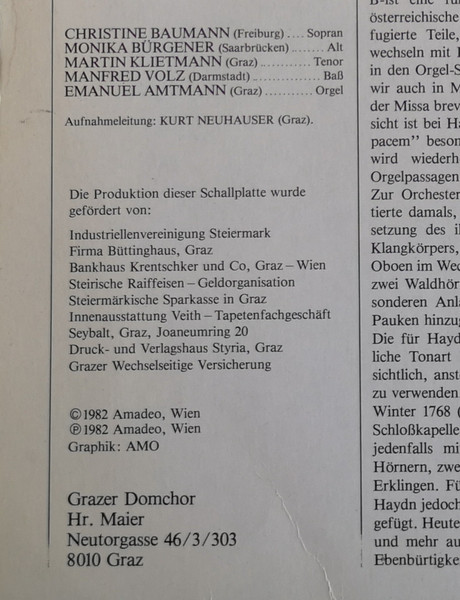 CHRISTINE BAUMANN (Freiburg) .... Sopran
MONIKA BÜRGENER (Saarbrücken) ........ Alt
MARTIN KLIETMANN (Graz) .............. Tenor
MANFRED VOLZ (Darmstadt) .............. Baß
EMANUEL AMTMANN (Graz) ............ Orgel
Aufnahmeleitung: KURT NEUHAUSER (Graz).
Die Produktion dieser Schallplatte wurde
gefördert von:
Industriellenvereinigung Steiermark
Firma Büttinghaus, Graz
Bankhaus Krentschker und Co, Graz – Wien
Steirische Raiffeisen – Geldorganisation
Steiermärkische Sparkasse in Graz
Innenausstattung Veith – Tapetenfachgeschäft
Seybalt, Graz, Joaneumring 20
Druck- und Verlagshaus Styria, Graz
Grazer Wechselseitige Versicherung
© 1982 Amadeo, Wien
℗ 1982 Amadeo, Wien
Graphik: AMO
Grazer Domchor
Hr. Maier
Neutorgasse 46/3/303
8010 Graz
österreichische
fugierte Teile,
wechseln mit
in den Orgel-S
wir auch in M
der Missa brev
sicht ist bei Ha
pacem" beson
wird wiederh
Orgelpassagen
Zur Orchester
tierte damals,
setzung des i
Klangkörpers,
Oboen im Wec
zwei Waldhör
sonderen Anla
Pauken hinzug
Die für Haydn
liche Tonart
sichtlich, anst
zu verwenden
Winter 1768 (
Schloßkapelle
jedenfalls mi
Hörnern, zwe
Erklingen. Fü
Haydn jedoch
gefügt. Heute
und mehr au
Ebenbürtigke